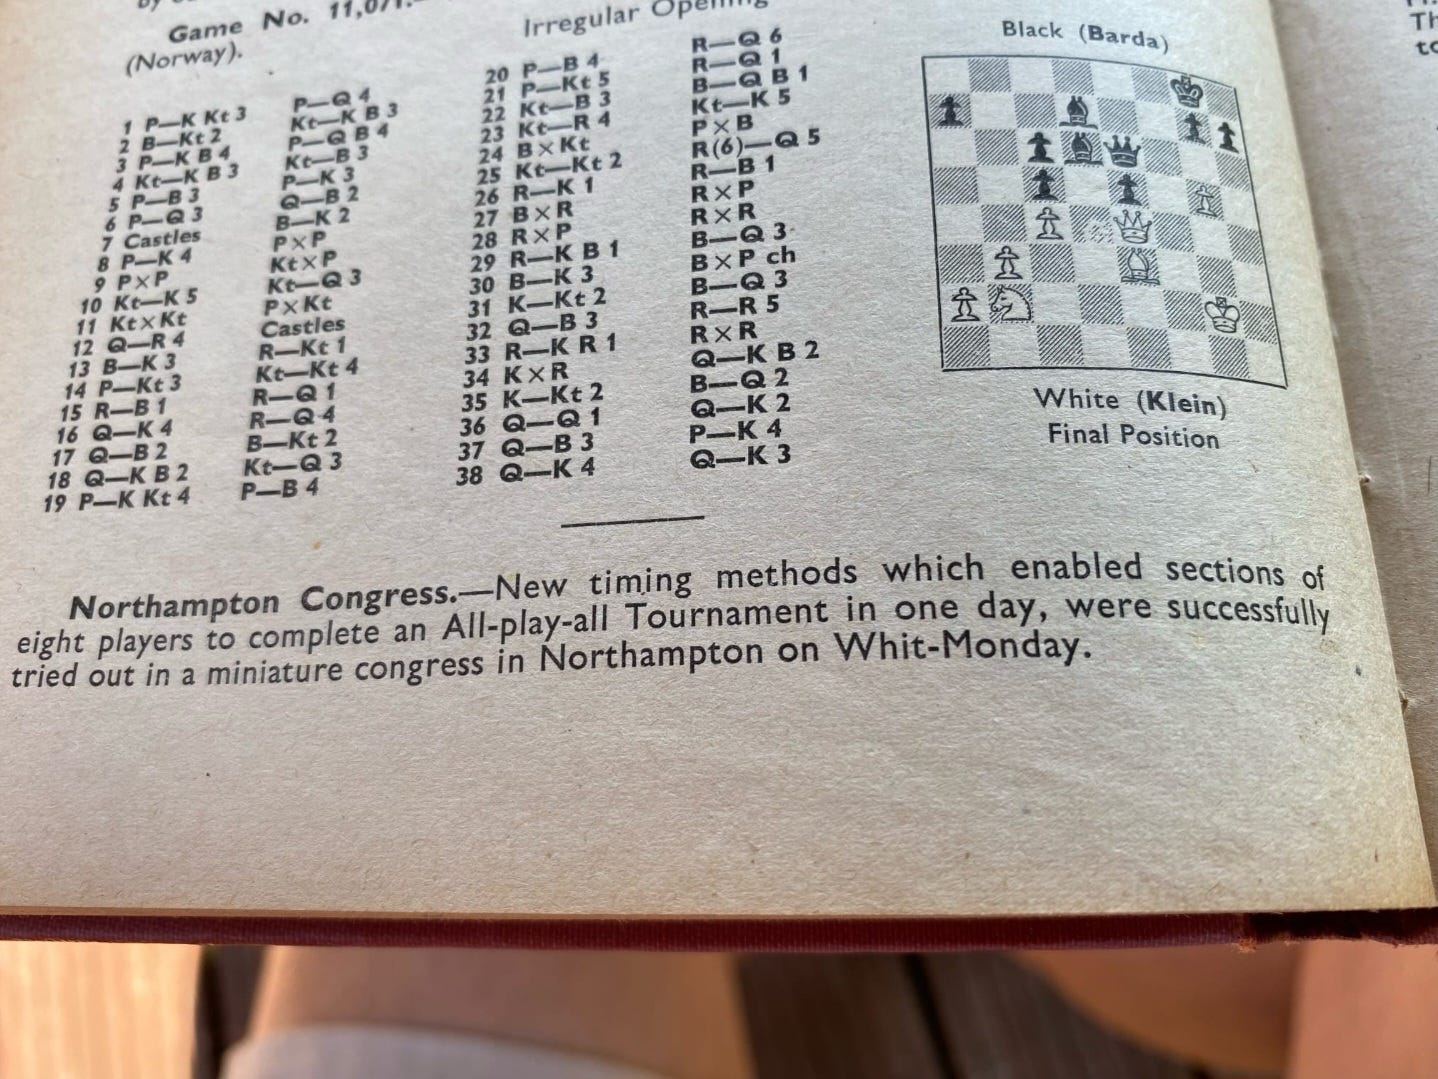 Game No. 11,071.
Irregular Opening
(Norway).
1 P—K Kt 3 P—Q 4
2 B—Kt 2 Kt—K B 3
3 P—K B 4 P—Q B 4
4 Kt—K B 3 Kt—B 3
5 P—B 3 P—K 3
6 P—Q 3 Q—B 2
7 Castles B—K 2
8 P—K 4 P×P
9 P×P Kt×P
10 Kt—K 5 Kt—Q 3
11 Kt×Kt P×Kt
12 Q—R 4 Castles
13 B—K 3 R—Kt 1
14 P—Kt 3 Kt—Kt 4
15 R—B 1 R—Q 1
16 Q—K 4 R—Q 4
17 Q—B 2 B—Kt 2
18 Q—K B 2 Kt—Q 3
19 P—K Kt 4 P—B 4
20 P—B 4 R—Q 6
21 P—Kt 5 R—Q 1
22 Kt—B 3 B—Q B 1
23 Kt—R 4 Kt—K 5
24 B×Kt P×B
25 Kt—Kt 2 R(6)—Q 5
26 R—K 1 R—B 1
27 B×R R×P
28 R×P R×R
29 R—K B 1 B—Q 3
30 B—K 3 B×P ch
31 K—Kt 2 B—Q 3
32 Q—B 3 R—R 5
33 R—K R 1 R×R
34 K×R Q—K B 2
35 K—Kt 2 B—Q 2
36 Q—Q 1 Q—K 2
37 Q—B 3 P—K 4
38 Q—K 4 Q—K 3
Black (Barda)
White (Klein)
Final Position
Northampton Congress.—New timing methods which enabled sections of
eight players to complete an All-play-all Tournament in one day, were successfully
tried out in a miniature congress in Northampton on Whit-Monday.